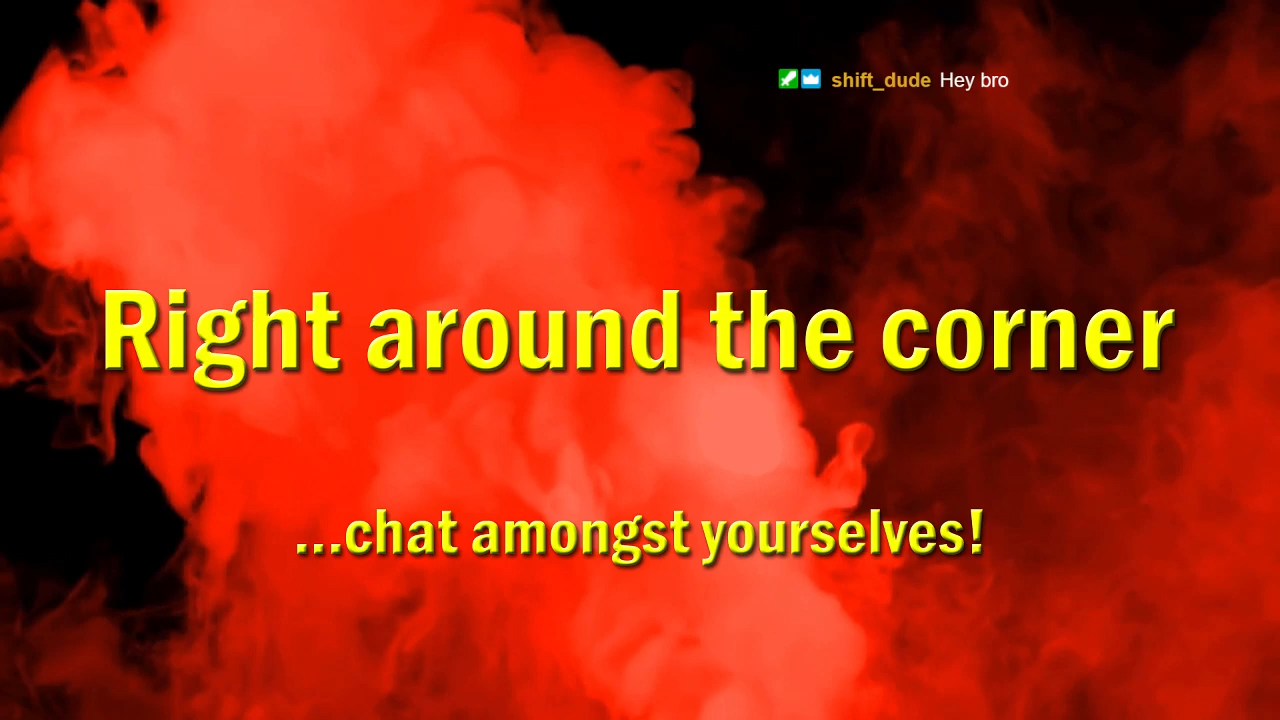 shift_dude Hey bro
Right around the corner
...chat amongst yourselves!